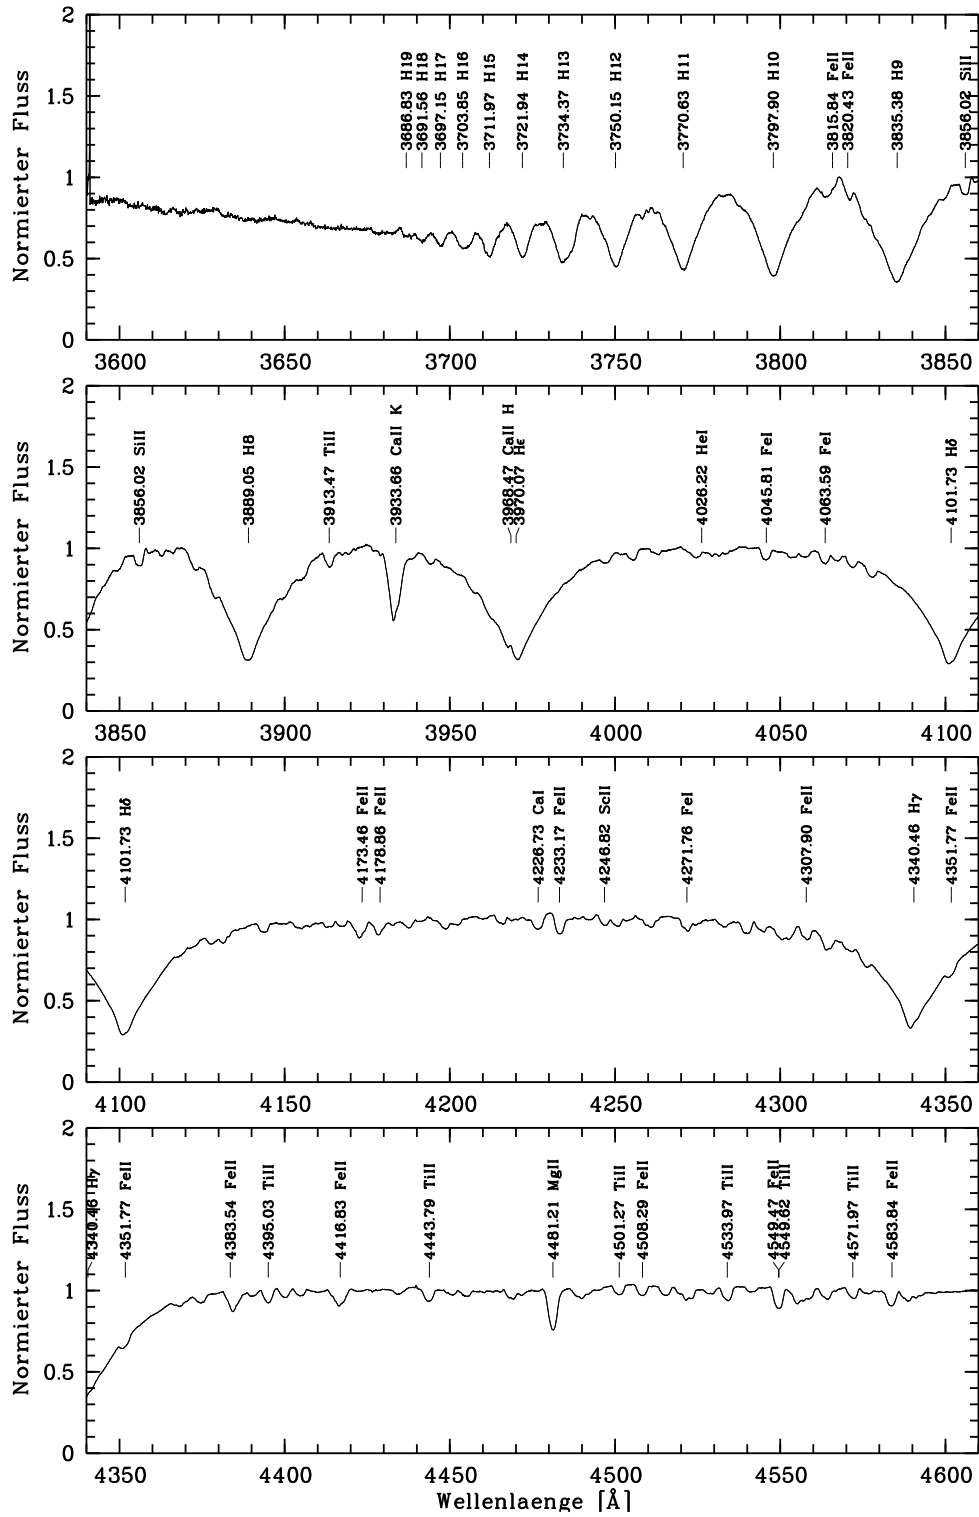 2
1.5
1
0.5
0
Normierter Fluss
3686.83 H19
3691.56 H18
3697.15 H17
3703.85 H16
3711.97 H15
3721.94 H14
3734.37 H13
3750.15 H12
3770.63 H11
3797.90 H10
3815.84 FeII
3820.43 FeII
3835.38 H9
3856.02 SiII
3600 3650 3700 3750 3800 3850
2
1.5
1
0.5
0
Normierter Fluss
3856.02 SiII
3889.05 H8
3913.47 TiII
3933.66 CaII K
3968.47 CaII H
3970.07 Hϵ
4026.22 HeI
4045.81 FeI
4063.59 FeI
4101.73 Hδ
3850 3900 3950 4000 4050 4100
2
1.5
1
0.5
0
Normierter Fluss
4101.73 Hδ
4173.46 FeII
4178.86 FeII
4226.73 CaI
4233.17 FeII
4246.82 ScII
4271.76 FeI
4307.90 FeII
4340.46 Hγ
4351.77 FeII
4100 4150 4200 4250 4300 4350
2
1.5
1
0.5
0
Normierter Fluss
4340.46 Hγ
4351.77 FeII
4383.54 FeII
4395.03 TiII
4416.83 FeII
4443.79 TiII
4481.21 MgII
4501.27 TiII
4508.29 FeII
4533.97 TiII
4549.47 FeII
4549.62 TiII
4571.97 TiII
4583.84 FeII
4350 4400 4450 4500 4550 4600
Wellenlaenge [Å]